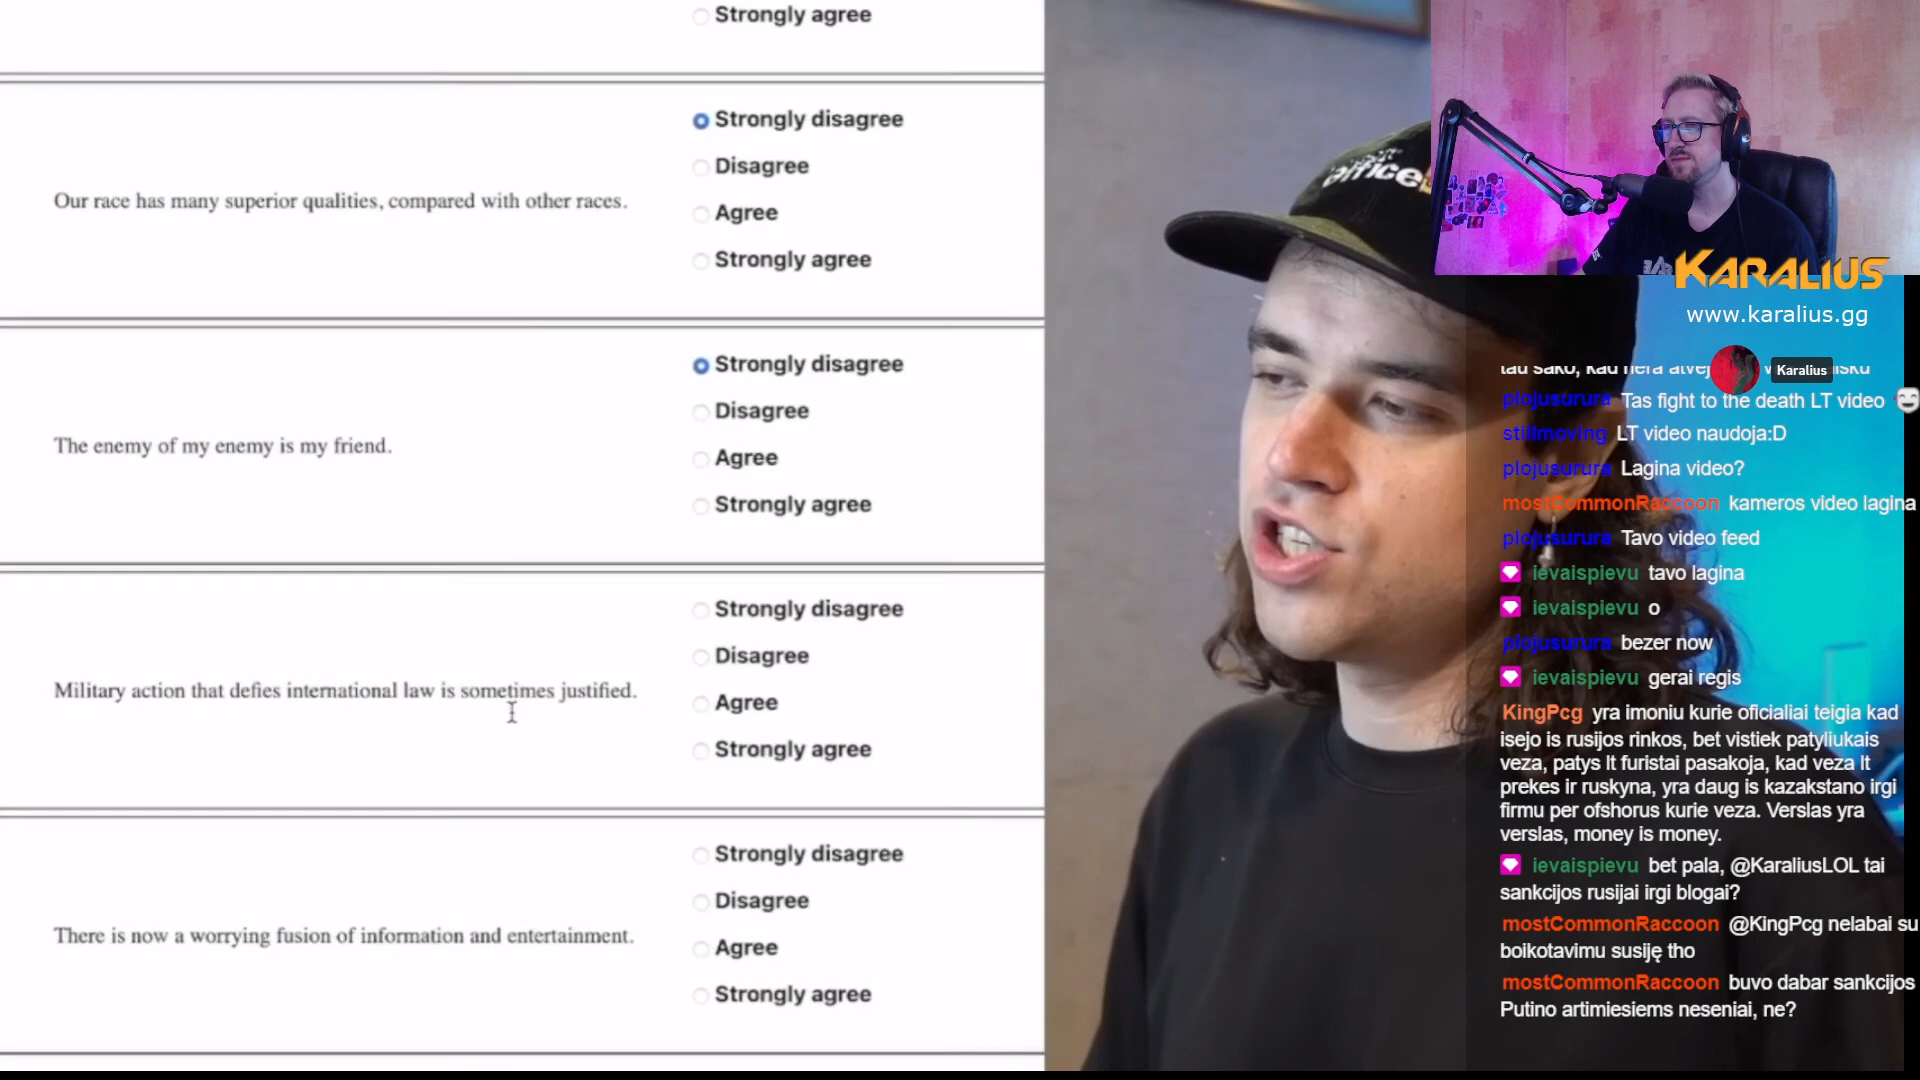 Strongly agree
Our race has many superior qualities, compared with other races.
Strongly disagree
Disagree
Agree
Strongly agree
The enemy of my enemy is my friend.
Strongly disagree
Disagree
Agree
Strongly agree
Military action that defies international law is sometimes justified.
Strongly disagree
Disagree
Agree
Strongly agree
There is now a worrying fusion of information and entertainment.
Strongly disagree
Disagree
Agree
Strongly agree
office
KARALIUS
www.karalius.gg
Karalius
tau sako, kad nera
plojusurura Tas fight to the death LT video
stillmoving LT video naudoja:D
plojusurura Lagina video?
mostCommonRaccoon kameros video lagina
plojusurura Tavo video feed
ievaispievu tavo lagina
ievaispievu o
plojusurura bezer now
ievaispievu gerai regis
KingPcg yra imoniu kurie oficialiai teigia kad
isejo is rusijos rinkos, bet vistiek patyliukais
veza, patys lt furistai pasakoja, kad veza lt
prekes ir ruskyna, yra daug is kazakstano irgi
firmu per ofshorus kurie veza. Verslas yra
verslas, money is money.
ievaispievu bet pala, @KaraliusLOL tai
sankcijos rusijai irgi blogai?
mostCommonRaccoon @KingPcg nelabai su
boikotavimu susiję tho
mostCommonRaccoon buvo dabar sankcijos
Putino artimiesiems neseniai, ne?